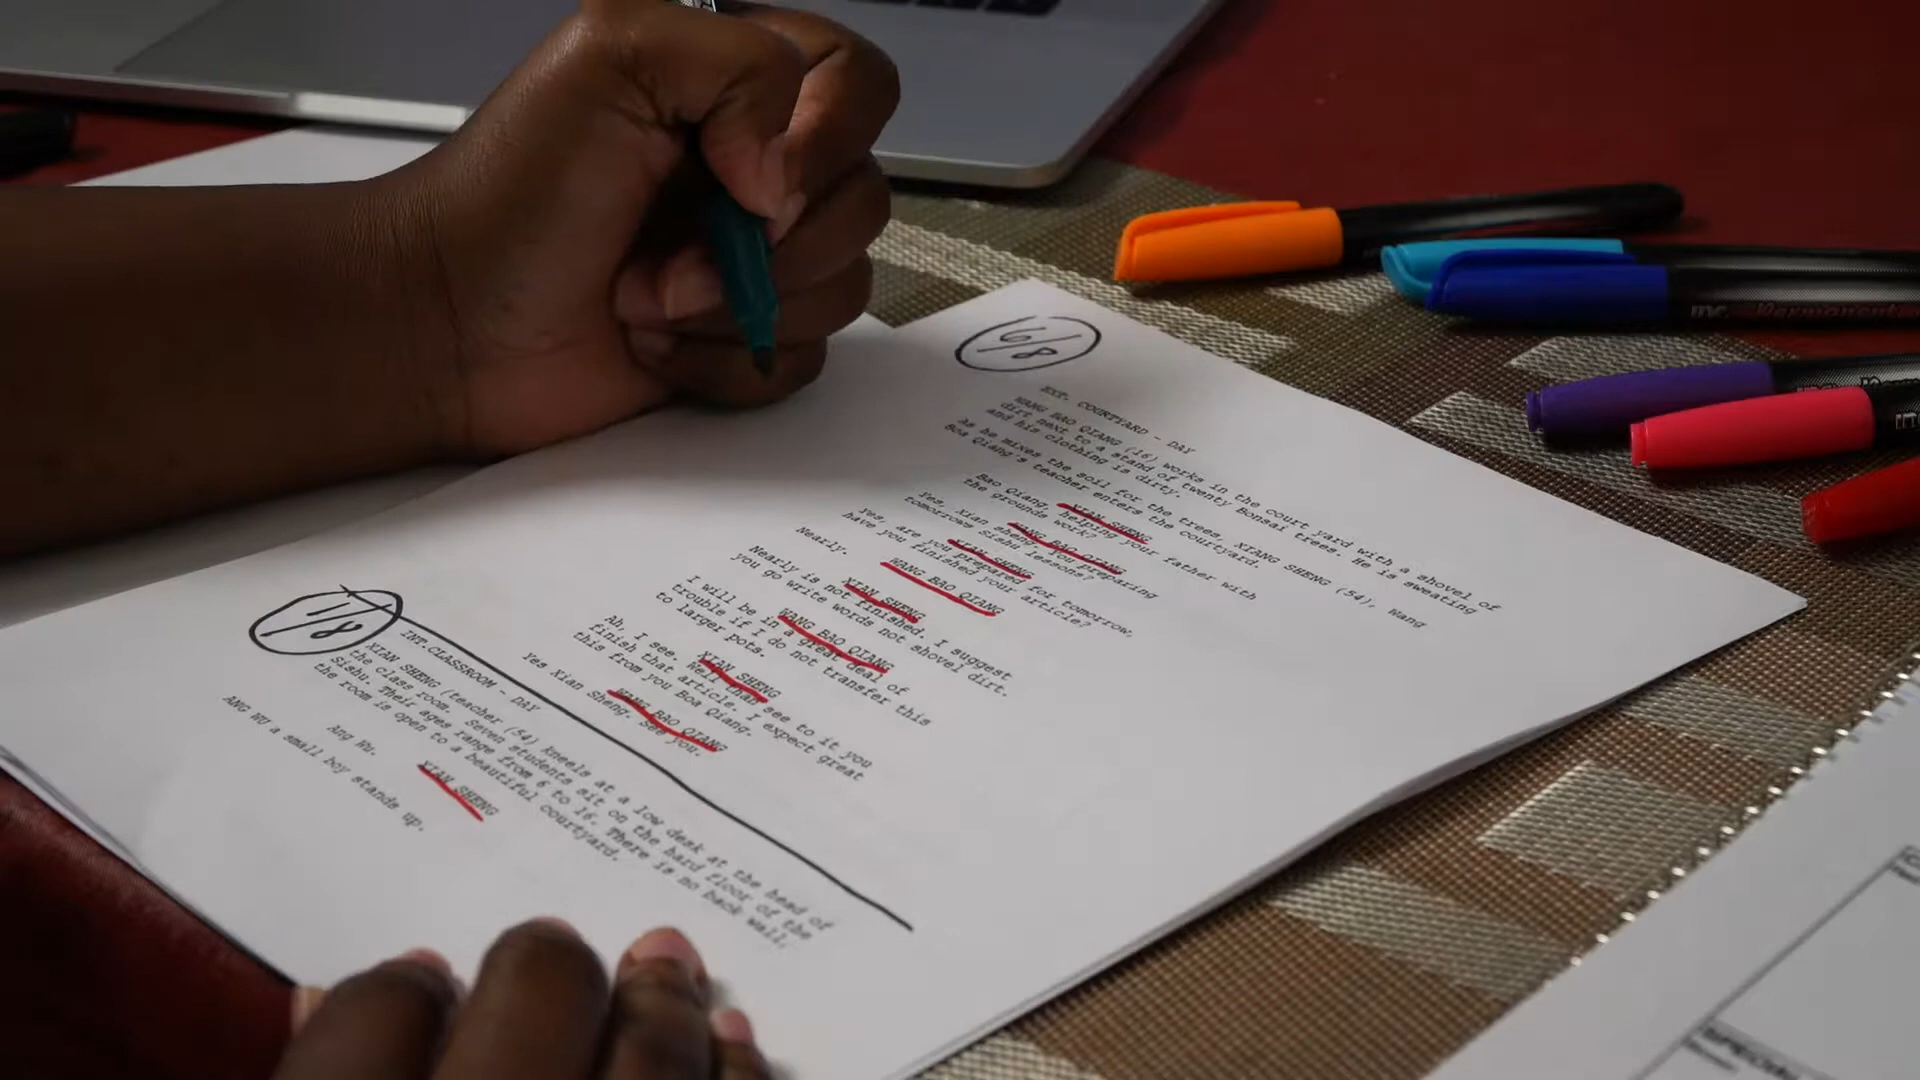 6/8
EXT. COURTYARD - DAY
WANG BAO QIANG (16) works in the court yard with a shovel of
dirt next to a stand of twenty Bonsai trees. He is sweating
and his clothing is dirty.
As he mixes the soil for the trees, XIANG SHENG (54), Wang
Boa Qiang's teacher enters the courtyard.
XIAN SHENG
Bao Qiang, helping your father with
the grounds work?
WANG BAO QIANG
Yes, Xian sheng. You preparing
tomorrows Sishu lessons?
XIAN SHENG
Yes, are you prepared for tomorrow,
have you finished your article?
WANG BAO QIANG
Nearly.
XIAN SHENG
Nearly is not finished. I suggest
you go write words not shovel dirt.
WANG BAO QIANG
I will be in a great deal of
trouble if I do not transfer this
to larger pots.
XIAN SHENG
Ah, I see. Well than see to it you
finish that article. I expect great
this from you Boa Qiang.
WANG BAO QIANG
Yes Xian Sheng. See you.
1/8
INT.CLASSROOM - DAY
XIAN SHENG (teacher (54) kneels at a low desk at the head of
the class room. Seven students sit on the hard floor of the
Sishu. Their ages range from 6 to 16. There is no back wall,
the room is open to a beautiful courtyard.
XIAN SHENG
Ang Wu.
ANG WU a small boy stands up.
Permanent
SPECIAL